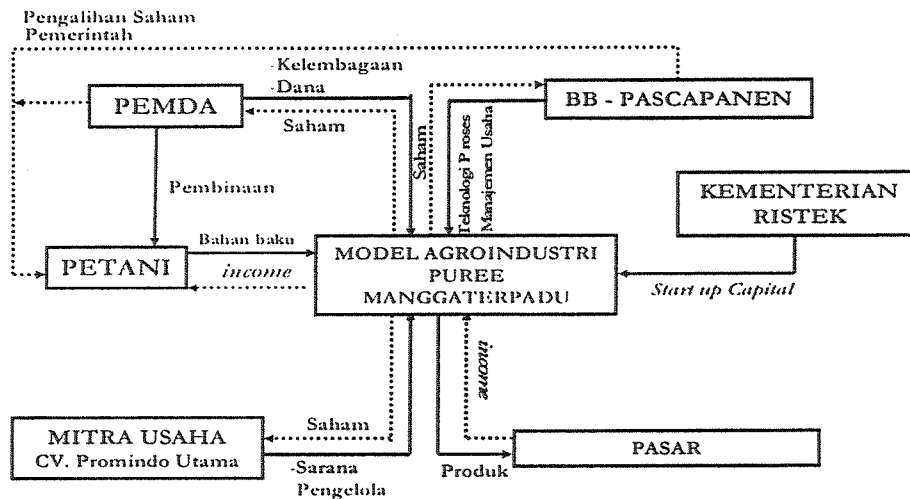 Pengalihan Saham
Pemerintah
-Kelembagaan
-Dana
PEMDA
Saham
BB - PASCAPANEN
Saham
Teknologi Proses
Manajemen Usaha
Pembinaan
KEMENTERIAN
RISTEK
PETANI
Bahan baku
income
MODEL AGROINDUSTRI
PUREE
MANGGATERPADU
Start up Capital
income
MITRA USAHA
CV. Promindo Utama
Saham
-Sarana
Pengelola
Produk
PASAR